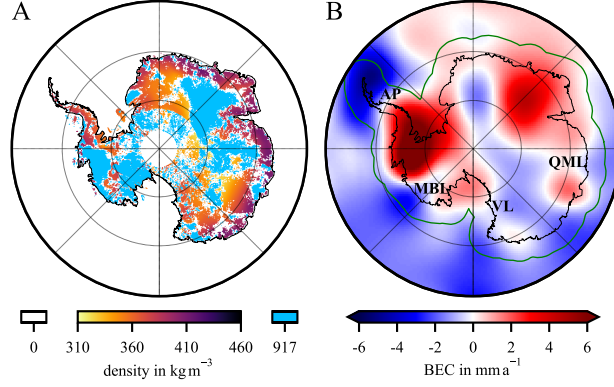 A
B
AP
QML
MBL
VL
0
310 360 410 460
917
density in kg m⁻³
-6 -4 -2 0 2 4 6
BEC in mm a⁻¹